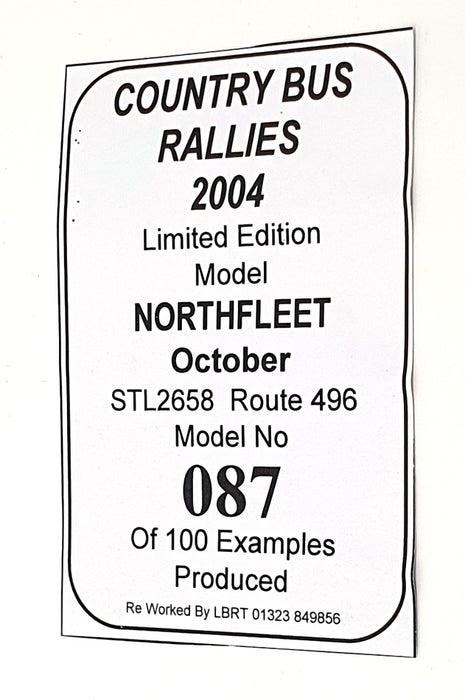 COUNTRY BUS
RALLIES
2004
Limited Edition
Model
NORTHFLEET
October
STL2658 Route 496
Model No
087
Of 100 Examples
Produced
Re Worked By LBRT 01323 849856